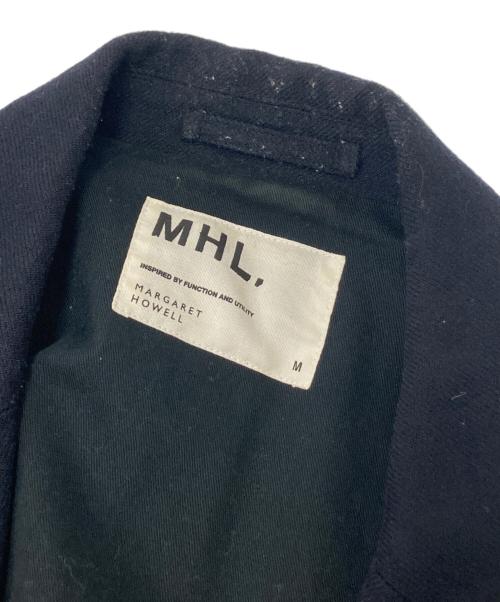 MHL.
INSPIRED BY FUNCTION AND UTILITY
MARGARET
HOWELL
M